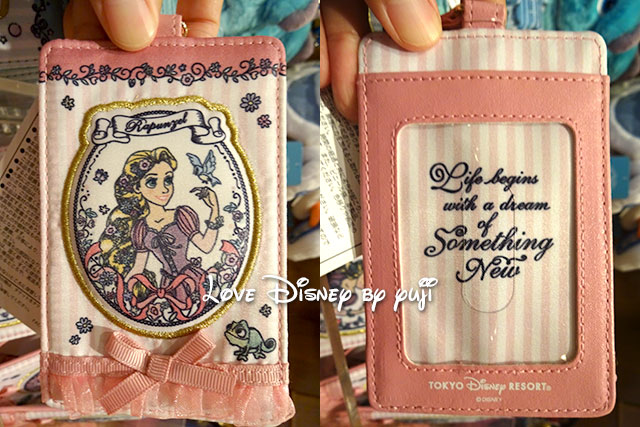 Rapunzel
Life begins
with a dream
of
Something
New
Love Disney by yuji
TOKYO Disney RESORT®
© DISNEY